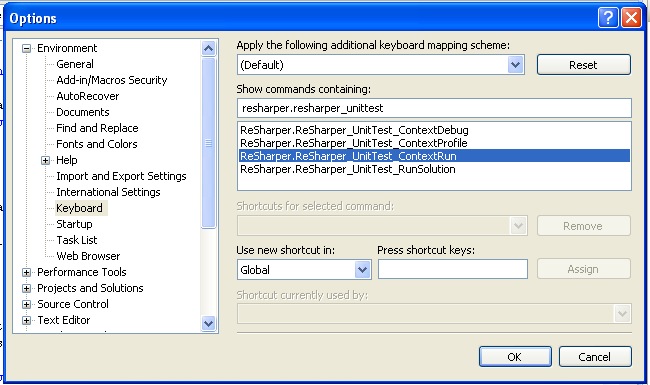 Options
Environment
General
Add-in/Macros Security
AutoRecover
Documents
Find and Replace
Fonts and Colors
Help
Import and Export Settings
International Settings
Keyboard
Startup
Task List
Web Browser
Performance Tools
Projects and Solutions
Source Control
Text Editor
Apply the following additional keyboard mapping scheme:
(Default)
Reset
Show commands containing:
resharper.resharper_unittest
ReSharper.ReSharper_UnitTest_ContextDebug
ReSharper.ReSharper_UnitTest_ContextProfile
ReSharper.ReSharper_UnitTest_ContextRun
ReSharper.ReSharper_UnitTest_RunSolution
Shortcuts for selected command:
Remove
Use new shortcut in:
Press shortcut keys:
Global
Assign
Shortcut currently used by:
OK
Cancel